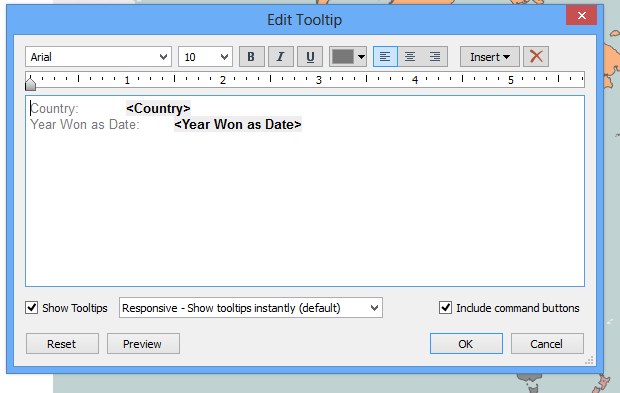 Edit Tooltip
Arial 10 B I U Insert
1 2 3 4 5
Country: <Country>
Year Won as Date: <Year Won as Date>
Show Tooltips Responsive - Show tooltips instantly (default) Include command buttons
Reset Preview OK Cancel